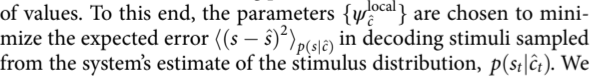 of values. To this end, the parameters {ψ_ĉ^local} are chosen to mini-
mize the expected error ⟨(s − ŝ)²⟩_p(s|ĉ) in decoding stimuli sampled
from the system's estimate of the stimulus distribution, p(s_t|ĉ_t). We